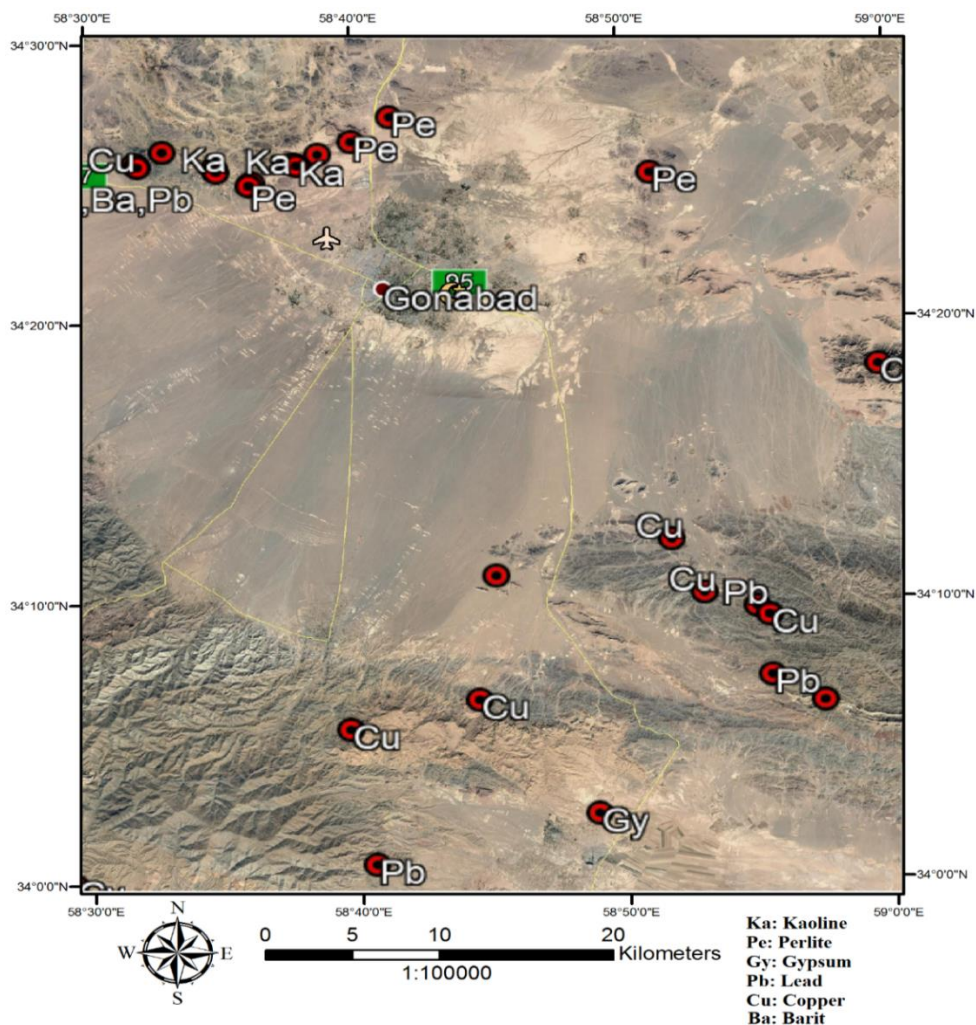 58°30'0"E 58°40'0"E 58°50'0"E 59°0'0"E
34°30'0"N
Pe
Pe
Cu Ka Ka Ka Pe
7
,Ba,Pb Pe
95
Gonabad
34°20'0"N 34°20'0"N
C
Cu
Cu Pb
34°10'0"N 34°10'0"N
Cu
Pb
Cu
Cu
Gy
Pb
34°0'0"N 34°0'0"N
Cu
58°30'0"E 58°40'0"E 58°50'0"E 59°0'0"E
N
W E
S
0 5 10 20
Kilometers
1:100000
Ka: Kaoline
Pe: Perlite
Gy: Gypsum
Pb: Lead
Cu: Copper
Ba: Barit